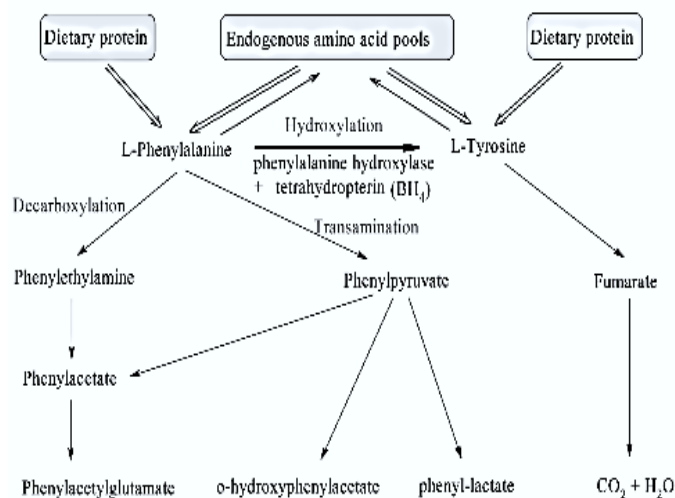 Dietary protein
Endogenous amino acid pools
Dietary protein
Hydroxylation
L-Phenylalanine
L-Tyrosine
phenylalanine hydroxylase
+ tetrahydropterin (BH₄)
Decarboxylation
Transamination
Phenylethylamine
Phenylpyruvate
Fumarate
Phenylacetate
Phenylacetylglutamate
o-hydroxyphenylacetate
phenyl-lactate
CO₂ + H₂O